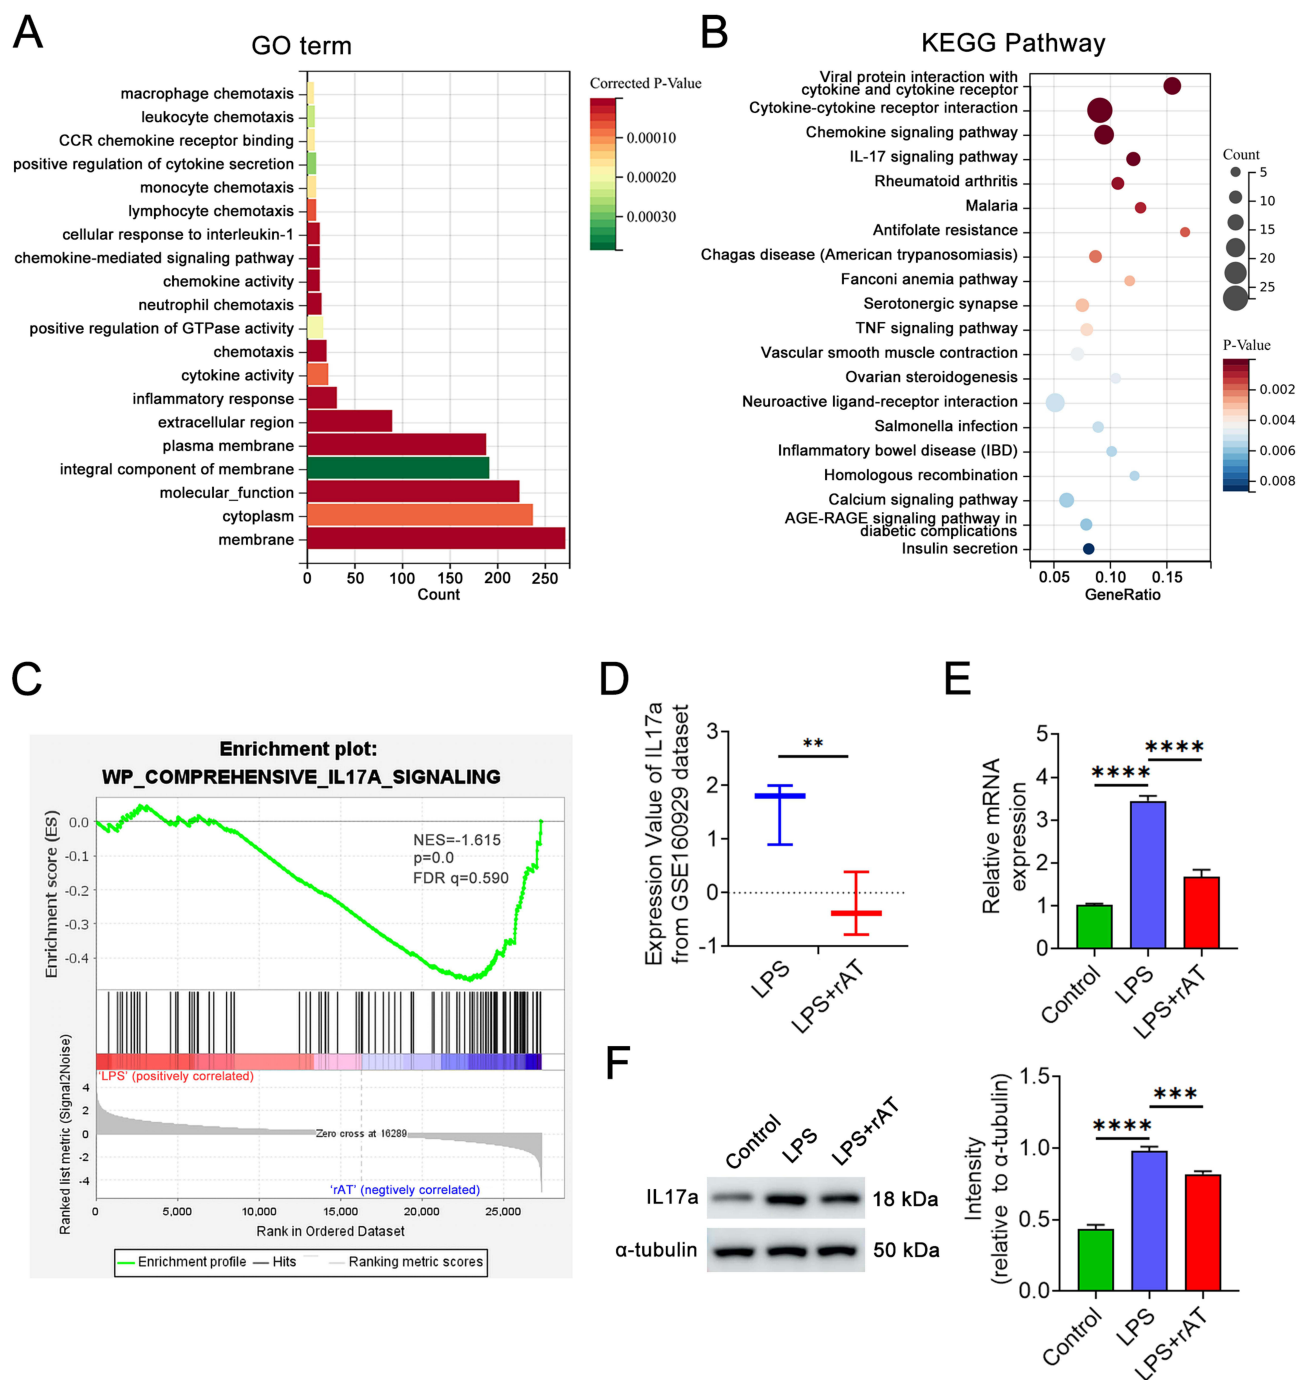 A
GO term
macrophage chemotaxis
leukocyte chemotaxis
CCR chemokine receptor binding
positive regulation of cytokine secretion
monocyte chemotaxis
lymphocyte chemotaxis
cellular response to interleukin-1
chemokine-mediated signaling pathway
chemokine activity
neutrophil chemotaxis
positive regulation of GTPase activity
chemotaxis
cytokine activity
inflammatory response
extracellular region
plasma membrane
integral component of membrane
molecular_function
cytoplasm
membrane
0 50 100 150 200 250
Count
Corrected P-Value
0.00010
0.00020
0.00030
B
KEGG Pathway
Viral protein interaction with
cytokine and cytokine receptor
Cytokine-cytokine receptor interaction
Chemokine signaling pathway
IL-17 signaling pathway
Rheumatoid arthritis
Malaria
Antifolate resistance
Chagas disease (American trypanosomiasis)
Fanconi anemia pathway
Serotonergic synapse
TNF signaling pathway
Vascular smooth muscle contraction
Ovarian steroidogenesis
Neuroactive ligand-receptor interaction
Salmonella infection
Inflammatory bowel disease (IBD)
Homologous recombination
Calcium signaling pathway
AGE-RAGE signaling pathway in
diabetic complications
Insulin secretion
0.05 0.10 0.15
GeneRatio
Count
5
10
15
20
25
P-Value
0.002
0.004
0.006
0.008
C
Enrichment plot:
WP_COMPREHENSIVE_IL17A_SIGNALING
Enrichment score (ES)
0.0
-0.1
-0.2
-0.3
-0.4
NES=-1.615
p=0.0
FDR q=0.590
Ranked list metric (Signal2Noise)
'LPS' (positively correlated)
4
2
0
-2
-4
Zero cross at 16289
'rAT' (negtively correlated)
0 5,000 10,000 15,000 20,000 25,000
Rank in Ordered Dataset
Enrichment profile Hits Ranking metric scores
D
Expression Value of IL17a
from GSE160929 dataset
3
2
1
0
-1
**
LPS
LPS+rAT
E
Relative mRNA
expression
5
4
3
2
1
0
****
****
Control
LPS
LPS+rAT
F
Control
LPS
LPS+rAT
IL17a
18 kDa
α-tubulin
50 kDa
Intensity
(relative to α-tubulin)
1.5
1.0
0.5
0.0
****
***
Control
LPS
LPS+rAT